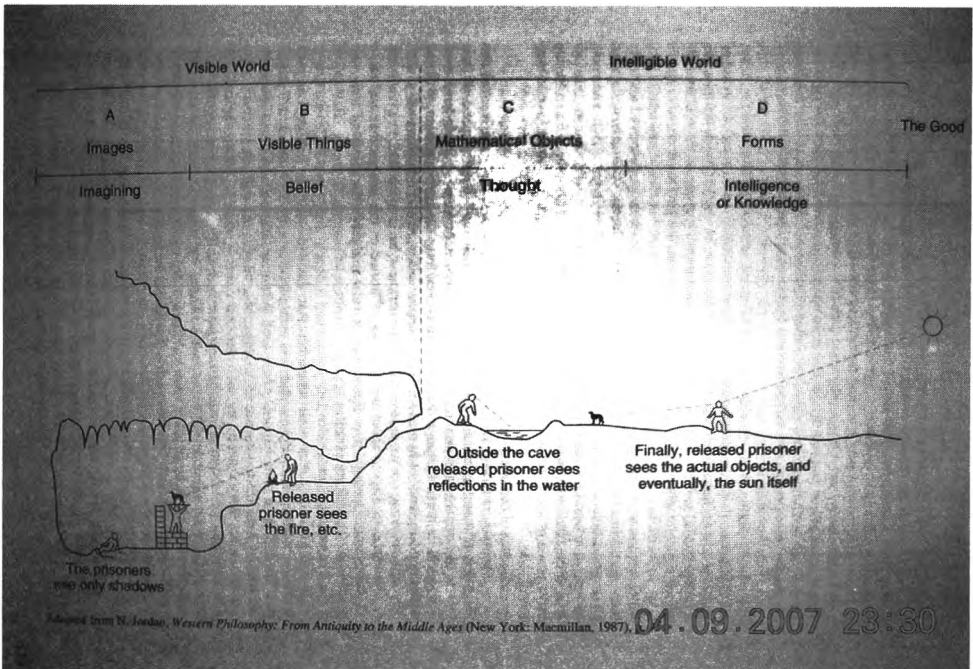 Visible World
Intelligible World
A
B
C
D
Images
Visible Things
Mathematical Objects
Forms
The Good
Imagining
Belief
Thought
Intelligence
or Knowledge
The prisoners
see only shadows
Released
prisoner sees
the fire, etc.
Outside the cave
released prisoner sees
reflections in the water
Finally, released prisoner
sees the actual objects, and
eventually, the sun itself
Adapted from N. Jordan, Western Philosophy: From Antiquity to the Middle Ages (New York: Macmillan, 1987),
04.09.2007 23:30